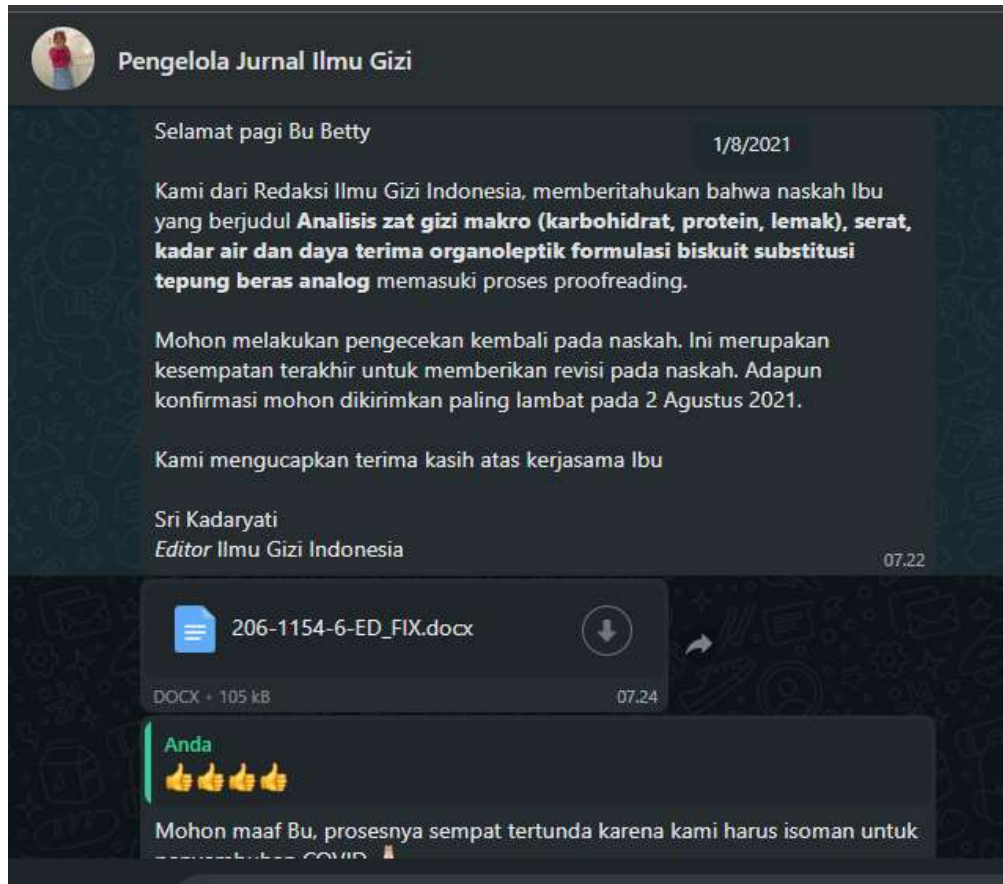 Pengelola Jurnal Ilmu Gizi
Selamat pagi Bu Betty
1/8/2021
Kami dari Redaksi Ilmu Gizi Indonesia, memberitahukan bahwa naskah Ibu
yang berjudul Analisis zat gizi makro (karbohidrat, protein, lemak), serat,
kadar air dan daya terima organoleptik formulasi biskuit substitusi
tepung beras analog memasuki proses proofreading.
Mohon melakukan pengecekan kembali pada naskah. Ini merupakan
kesempatan terakhir untuk memberikan revisi pada naskah. Adapun
konfirmasi mohon dikirimkan paling lambat pada 2 Agustus 2021.
Kami mengucapkan terima kasih atas kerjasama Ibu
Sri Kadaryati
Editor Ilmu Gizi Indonesia
07.22
206-1154-6-ED_FIX.docx
DOCX • 105 kB
07.24
Anda
👍👍👍👍
Mohon maaf Bu, prosesnya sempat tertunda karena kami harus isoman untuk